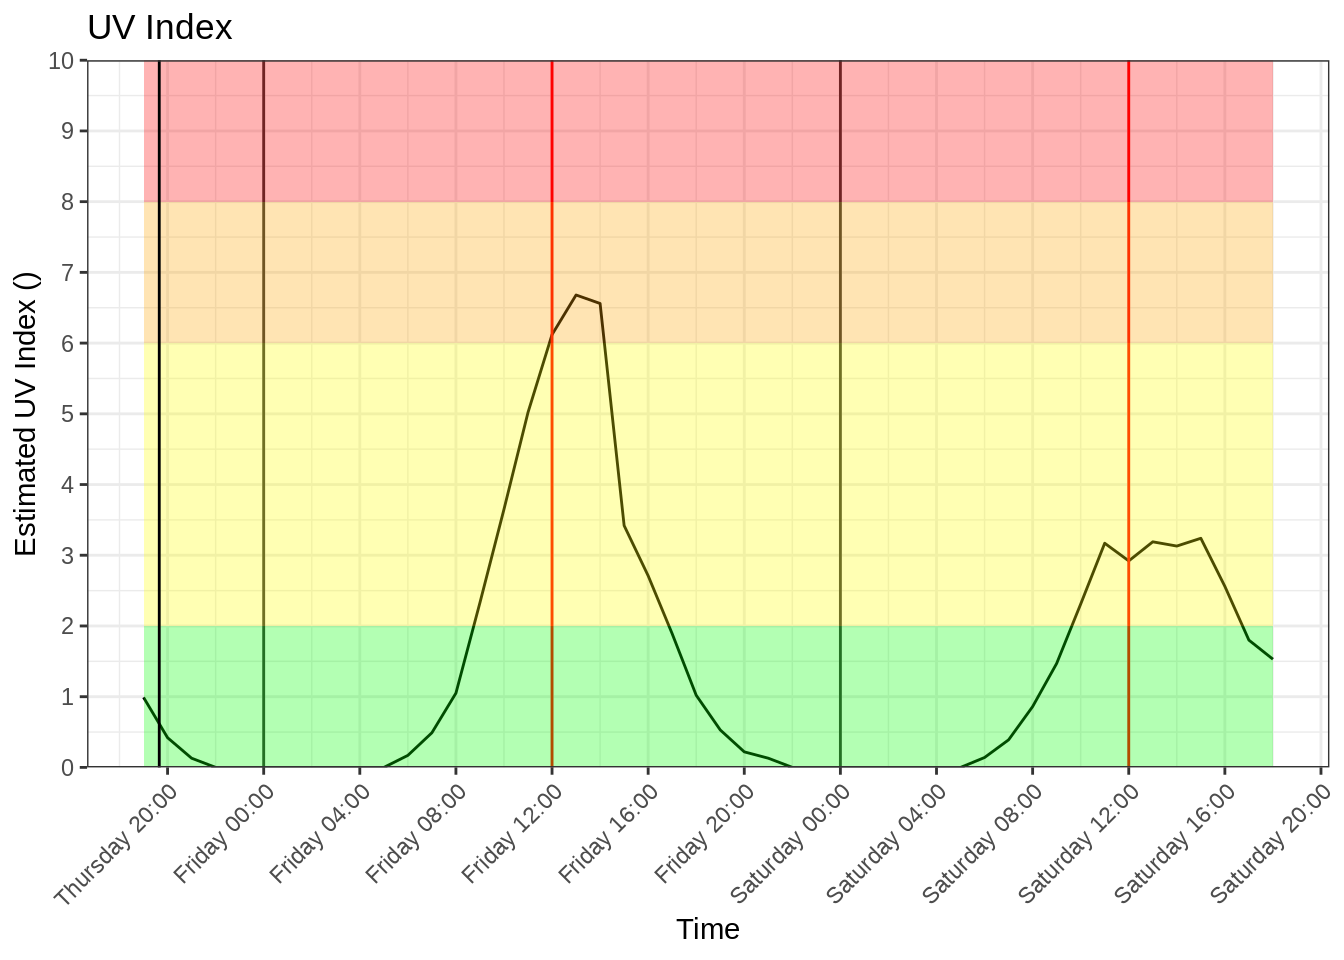 UV Index
Estimated UV Index ()
10
9
8
7
6
5
4
3
2
1
0
Thursday 20:00
Friday 00:00
Friday 04:00
Friday 08:00
Friday 12:00
Friday 16:00
Friday 20:00
Saturday 00:00
Saturday 04:00
Saturday 08:00
Saturday 12:00
Saturday 16:00
Saturday 20:00
Time